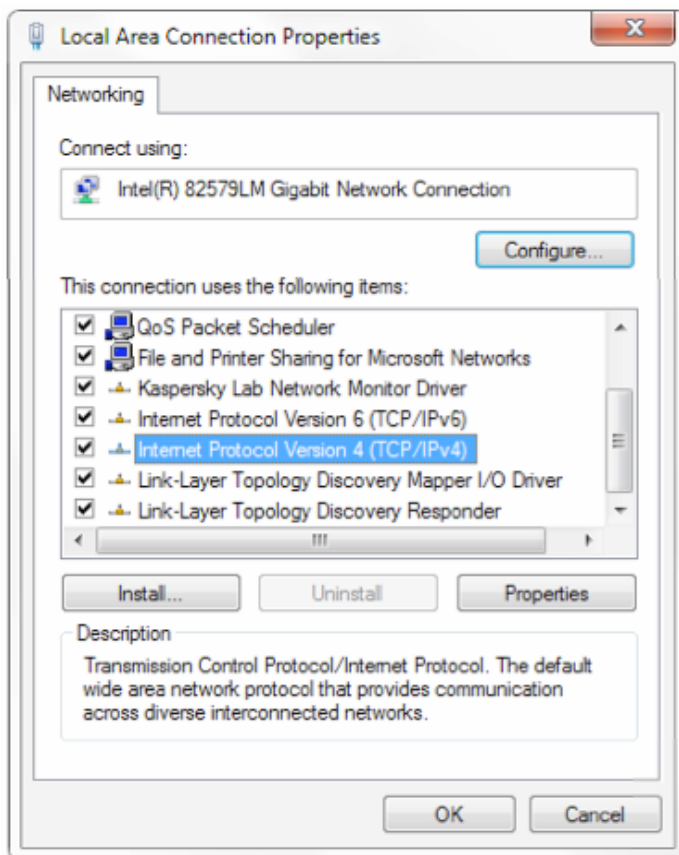 Local Area Connection Properties
Networking
Connect using:
Intel(R) 82579LM Gigabit Network Connection
Configure...
This connection uses the following items:
QoS Packet Scheduler
File and Printer Sharing for Microsoft Networks
Kaspersky Lab Network Monitor Driver
Internet Protocol Version 6 (TCP/IPv6)
Internet Protocol Version 4 (TCP/IPv4)
Link-Layer Topology Discovery Mapper I/O Driver
Link-Layer Topology Discovery Responder
Install... Uninstall Properties
Description
Transmission Control Protocol/Internet Protocol. The default
wide area network protocol that provides communication
across diverse interconnected networks.
OK Cancel